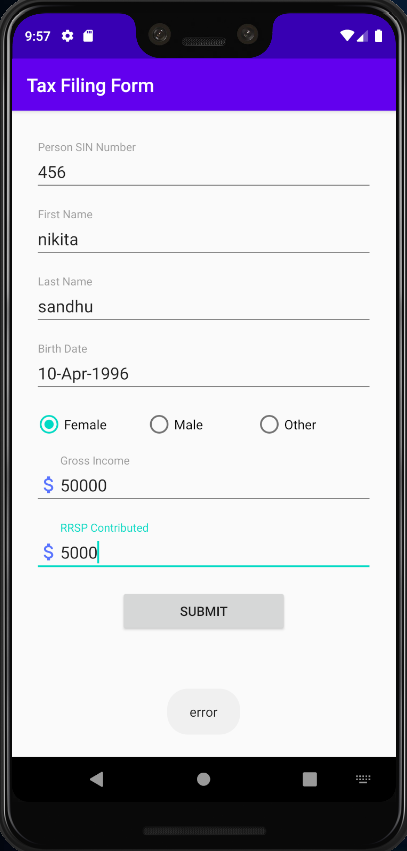 9:57
Tax Filing Form
Person SIN Number
456
First Name
nikita
Last Name
sandhu
Birth Date
10-Apr-1996
Female Male Other
Gross Income
$ 50000
RRSP Contributed
$ 5000
SUBMIT
error